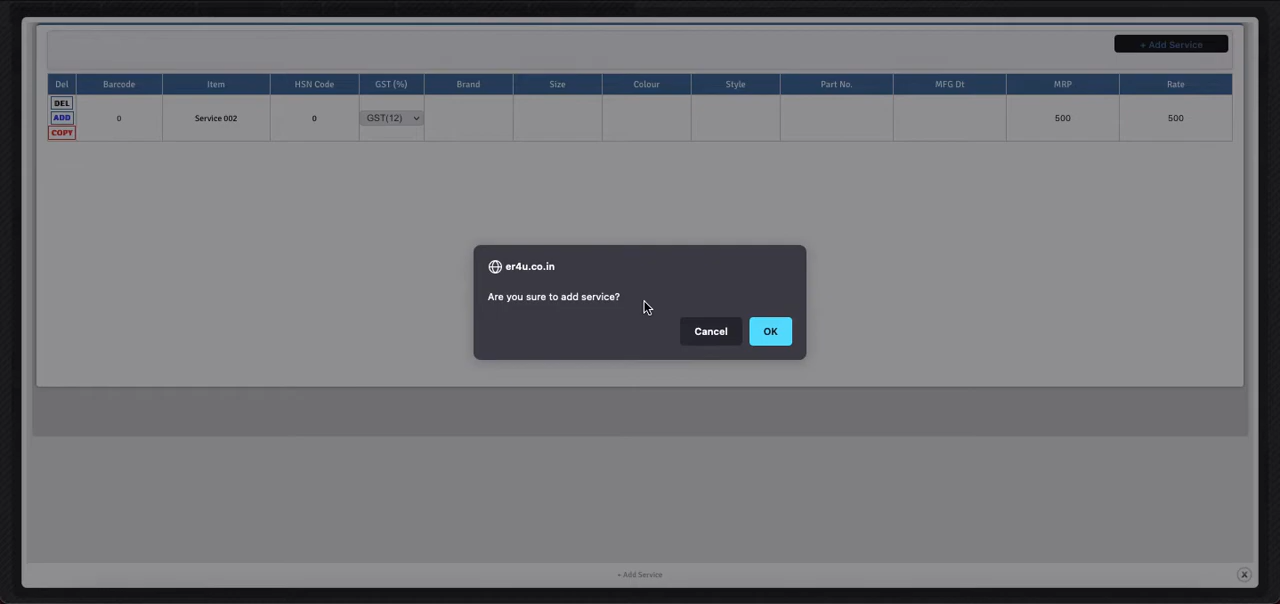 + Add Service
Del Barcode Item HSN Code GST (%) Brand Size Colour Style Part No. MFG Dt MRP Rate
DEL
ADD 0 Service 002 0 GST(12) 500 500
COPY
er4u.co.in
Are you sure to add service?
Cancel OK
+ Add Service X